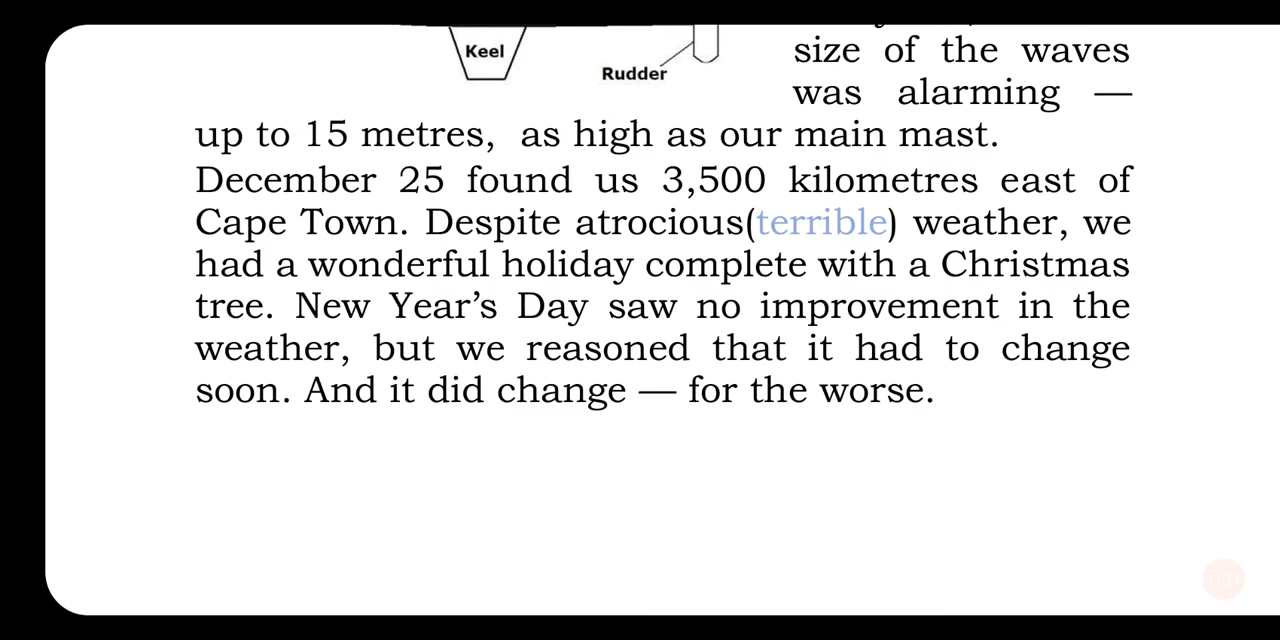 Keel
Rudder
size of the waves
was alarming —
up to 15 metres, as high as our main mast.
December 25 found us 3,500 kilometres east of
Cape Town. Despite atrocious(terrible) weather, we
had a wonderful holiday complete with a Christmas
tree. New Year’s Day saw no improvement in the
weather, but we reasoned that it had to change
soon. And it did change — for the worse.